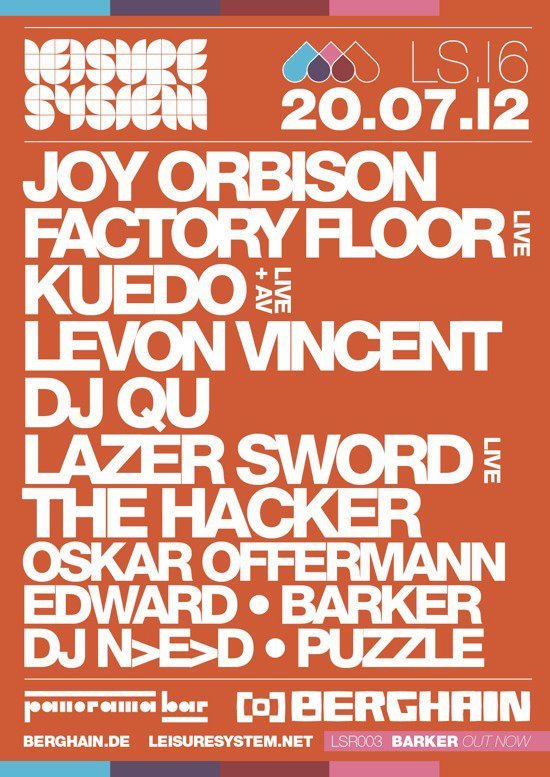 LEISURE
SYSTEM
LS.16
20.07.12
JOY ORBISON
FACTORY FLOOR LIVE
KUEDO LIVE + AV
LEVON VINCENT
DJ QU
LAZER SWORD LIVE
THE HACKER
OSKAR OFFERMANN
EDWARD • BARKER
DJ N>E>D • PUZZLE
panorama bar [O] BERGHAIN
BERGHAIN.DE LEISURESYSTEM.NET LSR003 BARKER OUT NOW